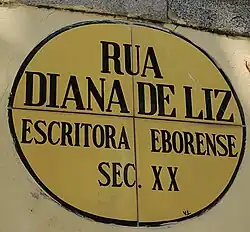 RUA
DIANA DE LIZ
ESCRITORA EBORENSE
SEC. XX